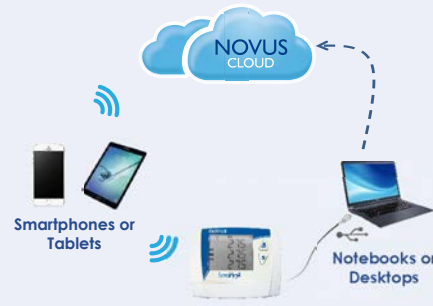 NOVUS
CLOUD
Smartphones or
Tablets
Notebooks or
Desktops